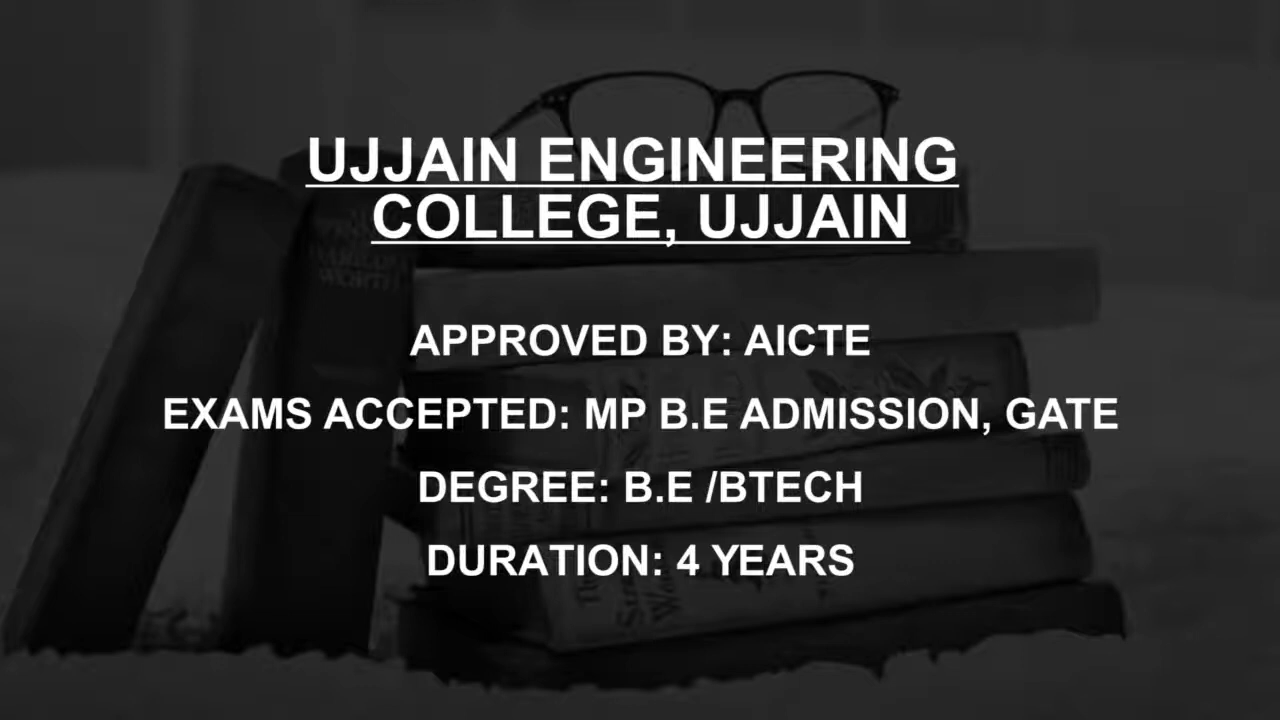 UJJAIN ENGINEERING
COLLEGE, UJJAIN
APPROVED BY: AICTE
EXAMS ACCEPTED: MP B.E ADMISSION, GATE
DEGREE: B.E /BTECH
DURATION: 4 YEARS